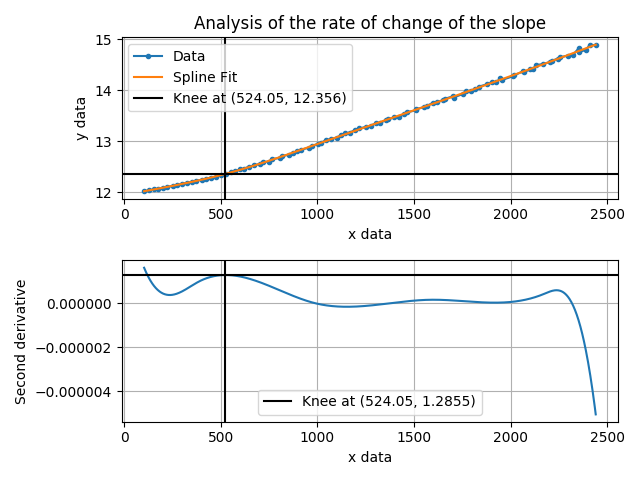 Analysis of the rate of change of the slope
15
14
13
12
y data
Data
Spline Fit
Knee at (524.05, 12.356)
0 500 1000 1500 2000 2500
x data
0.000000
−0.000002
−0.000004
Second derivative
Knee at (524.05, 1.2855)
0 500 1000 1500 2000 2500
x data